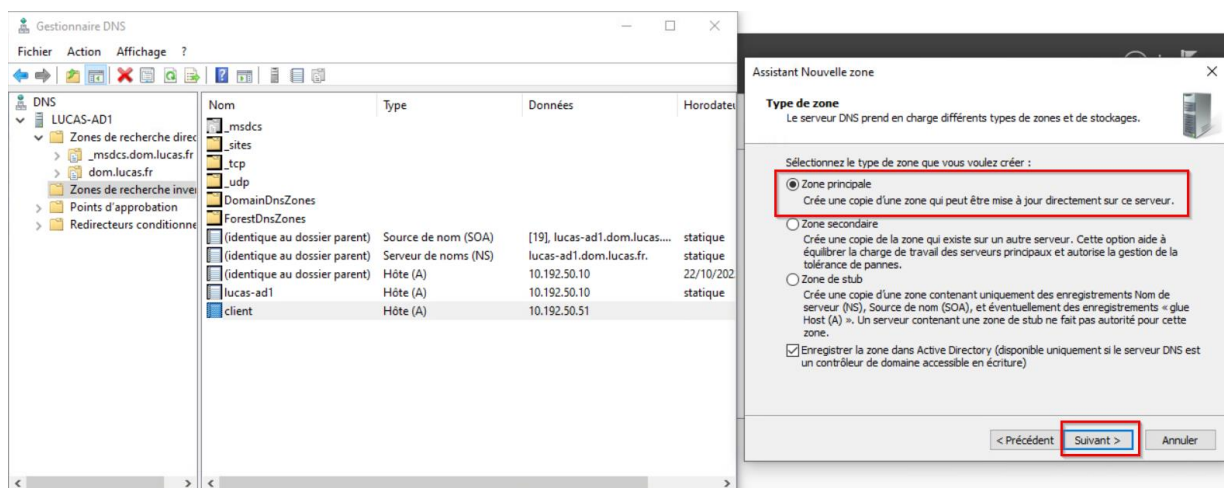 Gestionnaire DNS
Fichier Action Affichage ?
DNS
LUCAS-AD1
Zones de recherche direc
_msdcs.dom.lucas.fr
dom.lucas.fr
Zones de recherche inver
Points d'approbation
Redirecteurs conditionne
Nom Type Données Horodateu
_msdcs
_sites
_tcp
_udp
DomainDnsZones
ForestDnsZones
(identique au dossier parent) Source de nom (SOA) [19], lucas-ad1.dom.lucas.... statique
(identique au dossier parent) Serveur de noms (NS) lucas-ad1.dom.lucas.fr. statique
(identique au dossier parent) Hôte (A) 10.192.50.10 22/10/202
lucas-ad1 Hôte (A) 10.192.50.10 statique
client Hôte (A) 10.192.50.51
Assistant Nouvelle zone
Type de zone
Le serveur DNS prend en charge différents types de zones et de stockages.
Sélectionnez le type de zone que vous voulez créer :
Zone principale
Crée une copie d'une zone qui peut être mise à jour directement sur ce serveur.
Zone secondaire
Crée une copie de la zone qui existe sur un autre serveur. Cette option aide à
équilibrer la charge de travail des serveurs principaux et autorise la gestion de la
tolérance de pannes.
Zone de stub
Crée une copie d'une zone contenant uniquement des enregistrements Nom de
serveur (NS), Source de nom (SOA), et éventuellement des enregistrements « glue
Host (A) ». Un serveur contenant une zone de stub ne fait pas autorité pour cette
zone.
Enregistrer la zone dans Active Directory (disponible uniquement si le serveur DNS est
un contrôleur de domaine accessible en écriture)
< Précédent Suivant > Annuler